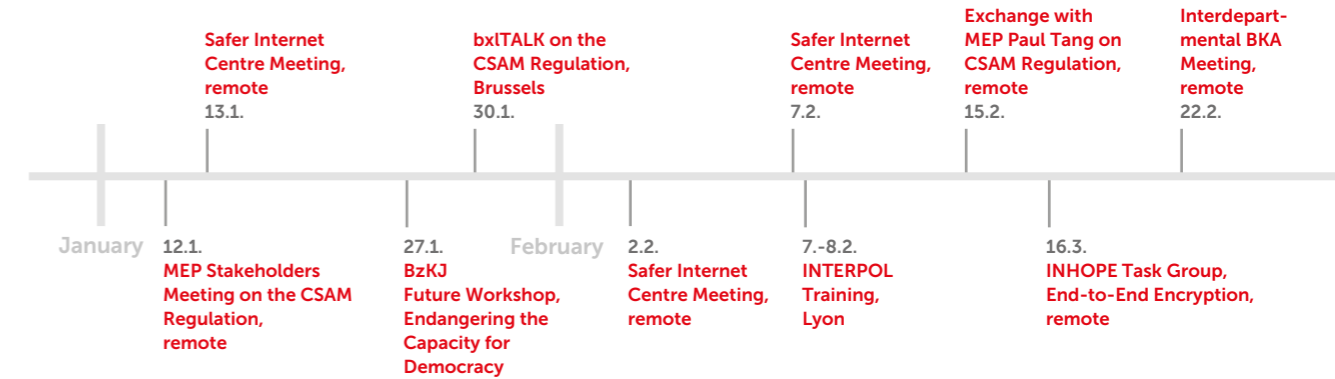 Safer Internet
Centre Meeting,
remote
13.1.
bxlTALK on the
CSAM Regulation,
Brussels
30.1.
Safer Internet
Centre Meeting,
remote
7.2.
Exchange with
MEP Paul Tang on
CSAM Regulation,
remote
15.2.
Interdepart-
mental BKA
Meeting,
remote
22.2.
January
12.1.
MEP Stakeholders
Meeting on the CSAM
Regulation,
remote
27.1.
BzKJ
Future Workshop,
Endangering the
Capacity for
Democracy
February
2.2.
Safer Internet
Centre Meeting,
remote
7.-8.2.
INTERPOL
Training,
Lyon
16.3.
INHOPE Task Group,
End-to-End Encryption,
remote